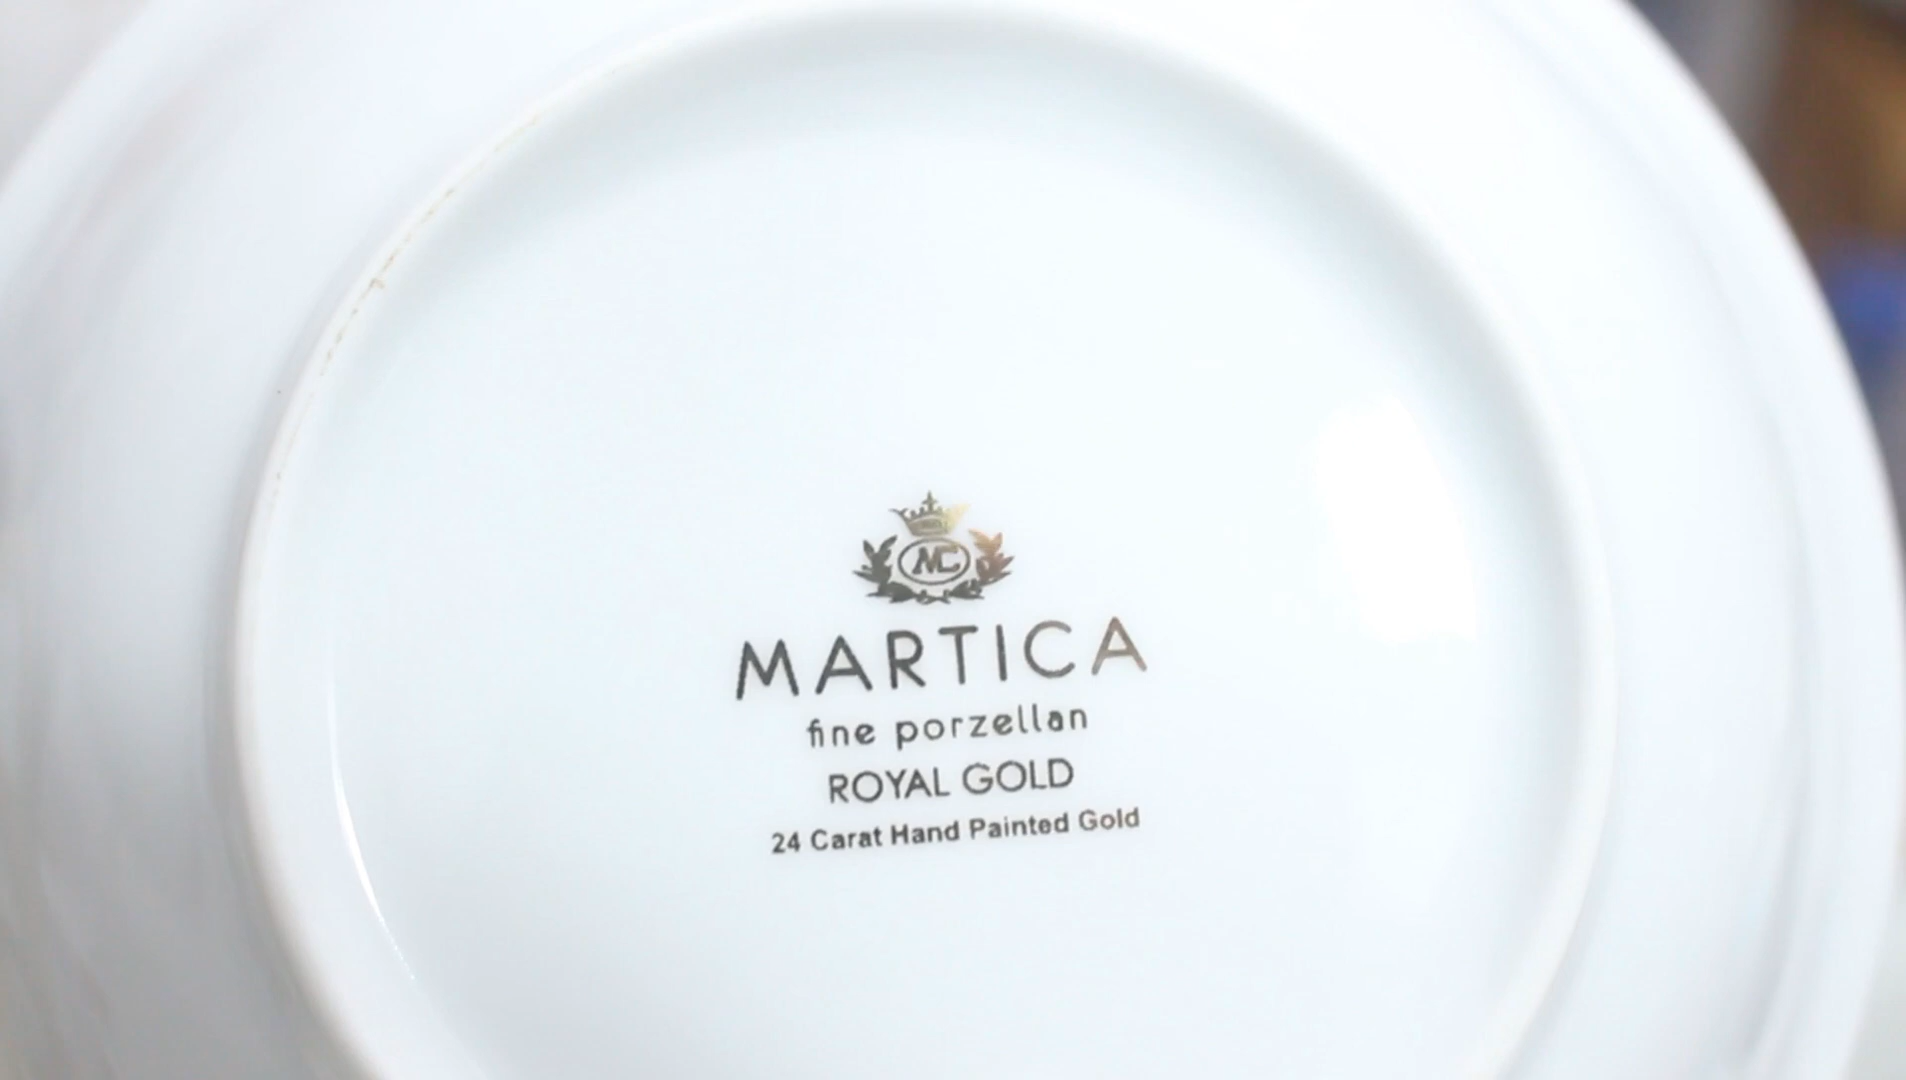 MC
MARTICA
fine porzellan
ROYAL GOLD
24 Carat Hand Painted Gold